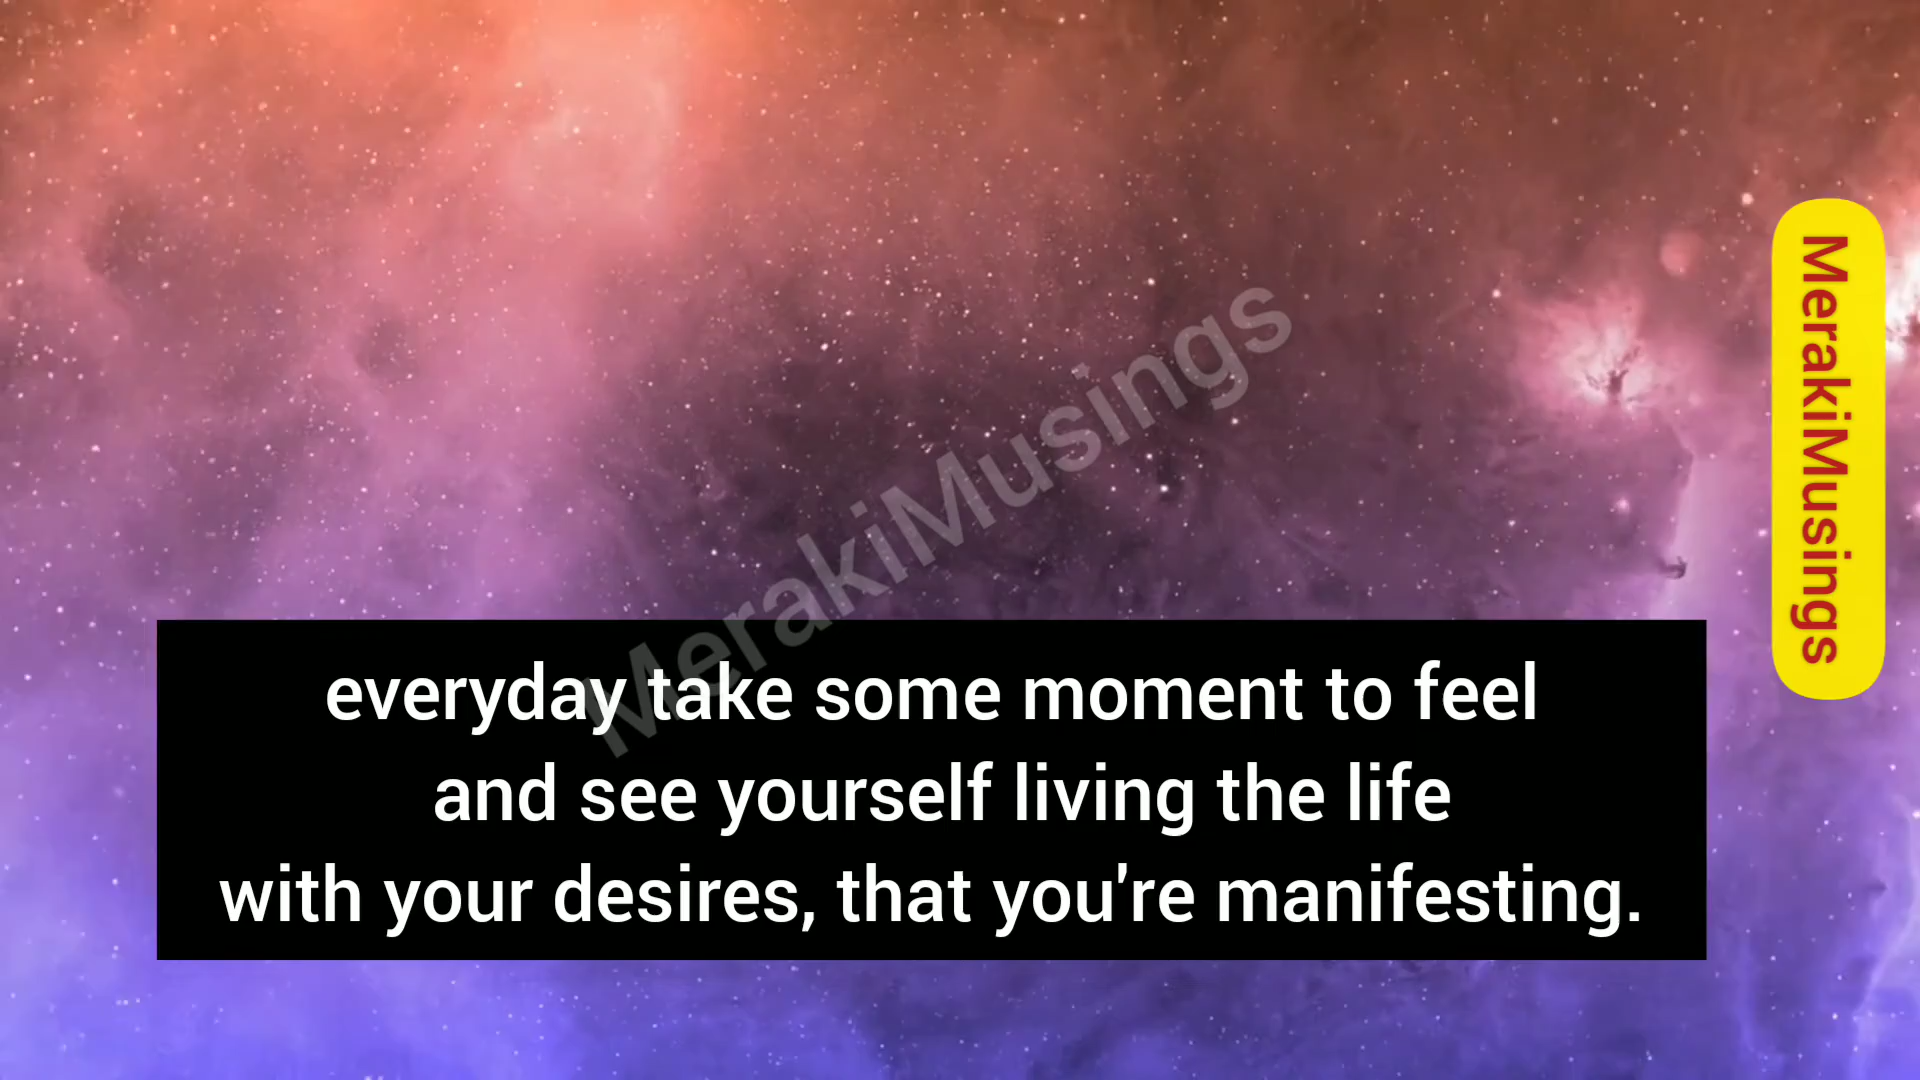 MerakiMusings
MerakiMusings
everyday take some moment to feel
and see yourself living the life
with your desires, that you're manifesting.